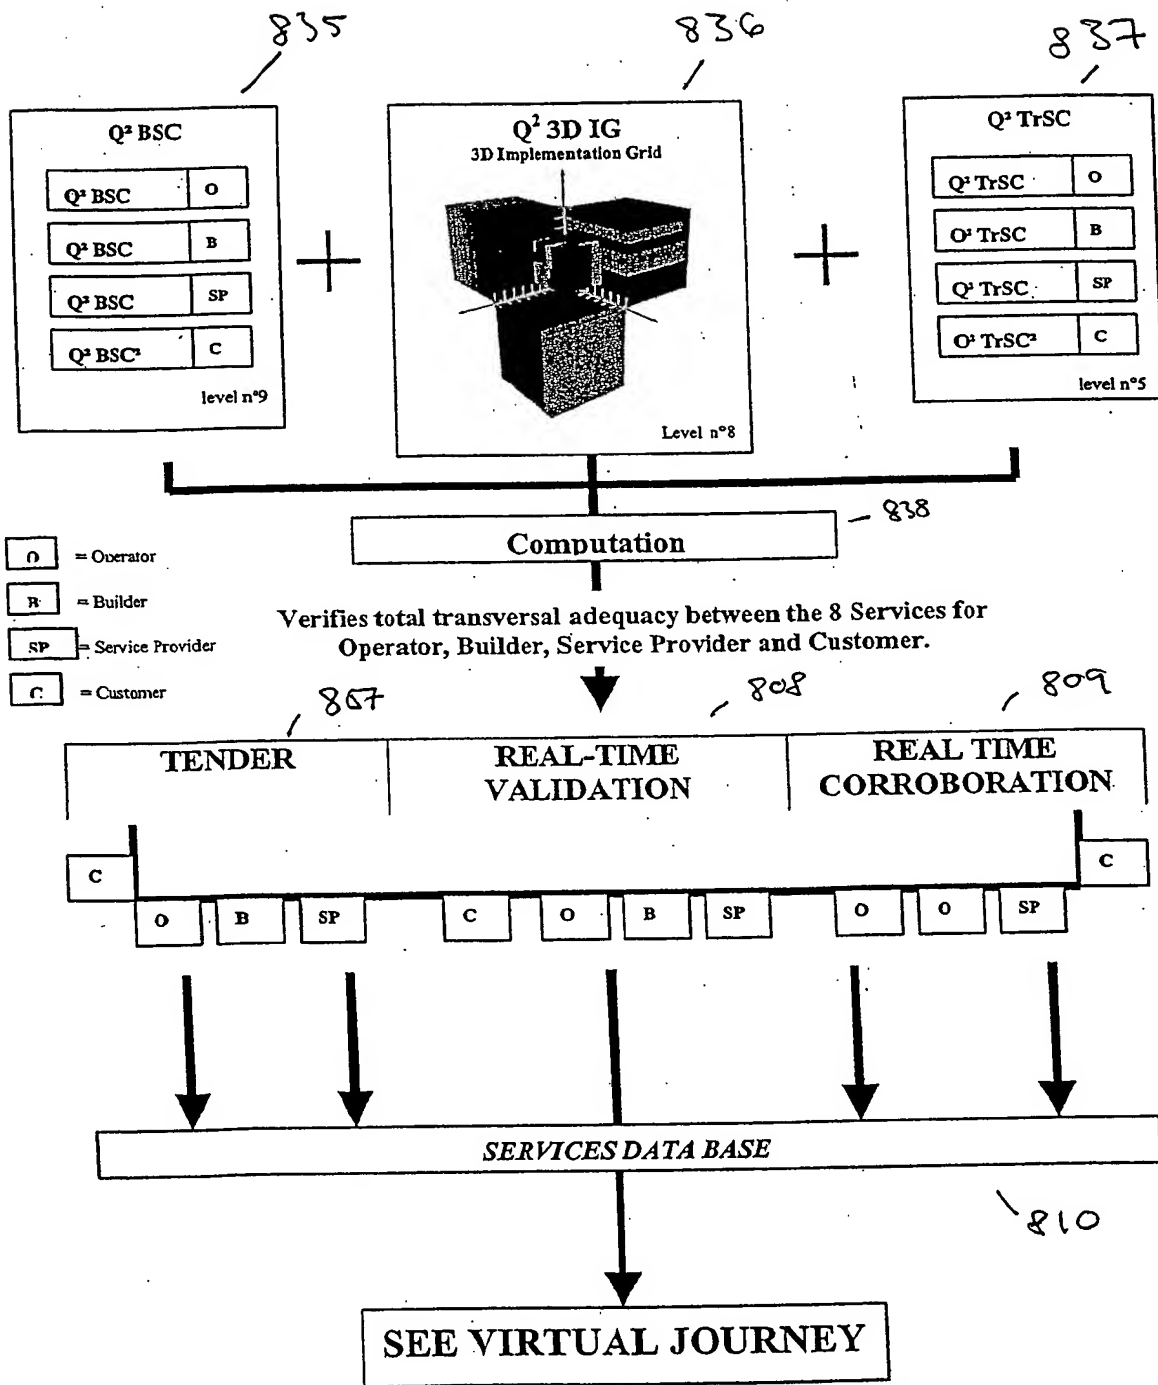 835
836
837
Q² BSC
Q² BSC O
Q² BSC B
Q² BSC SP
Q² BSC² C
level n°9
Q² 3D IG
3D Implementation Grid
Level n°8
Q² TrSC
Q² TrSC O
O² TrSC B
Q² TrSC SP
O² TrSC² C
level n°5
Computation
838
O = Operator
B = Builder
SP = Service Provider
C = Customer
Verifies total transversal adequacy between the 8 Services for
Operator, Builder, Service Provider and Customer.
807
808
809
TENDER
REAL-TIME
VALIDATION
REAL TIME
CORROBORATION
C
O B SP C O B SP O O SP
C
SERVICES DATA BASE
810
SEE VIRTUAL JOURNEY